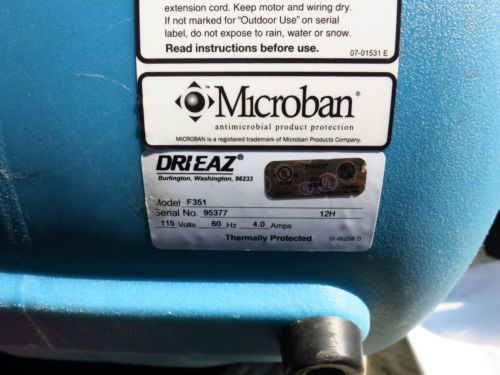 extension cord. Keep motor and wiring dry.
If not marked for "Outdoor Use" on serial
label, do not expose to rain, water or snow.
Read instructions before use.
07-01531 E
Microban®
antimicrobial product protection
MICROBAN is a registered trademark of Microban Products Company.
DRI-EAZ®
Burlington, Washington, 98233
Model F351
Serial No. 95377 12H
115 Volts 60 Hz 4.0 Amps
Thermally Protected
07-00256 D